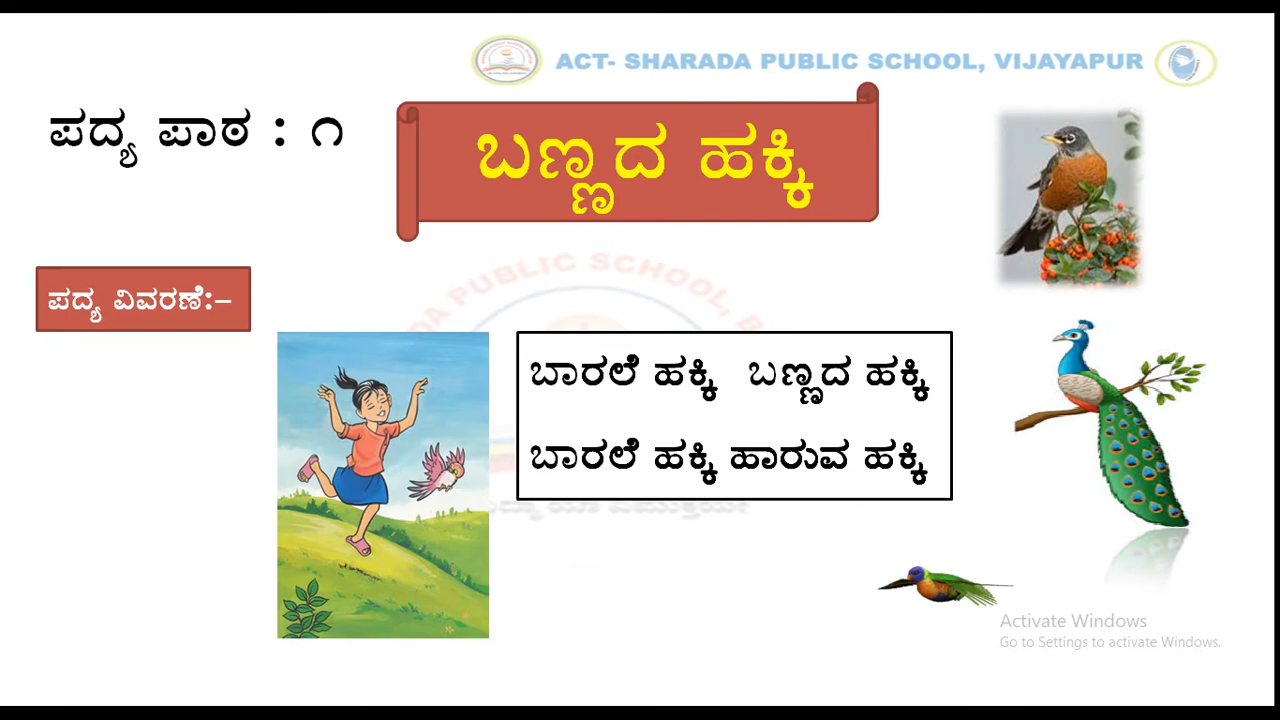 ACT- SHARADA PUBLIC SCHOOL, VIJAYAPUR
ಪದ್ಯ ಪಾಠ : ೧
ಬಣ್ಣದ ಹಕ್ಕಿ
ಪದ್ಯ ವಿವರಣೆ:–
ಬಾರಲೆ ಹಕ್ಕಿ ಬಣ್ಣದ ಹಕ್ಕಿ
ಬಾರಲೆ ಹಕ್ಕಿ ಹಾರುವ ಹಕ್ಕಿ
Activate Windows
Go to Settings to activate Windows.